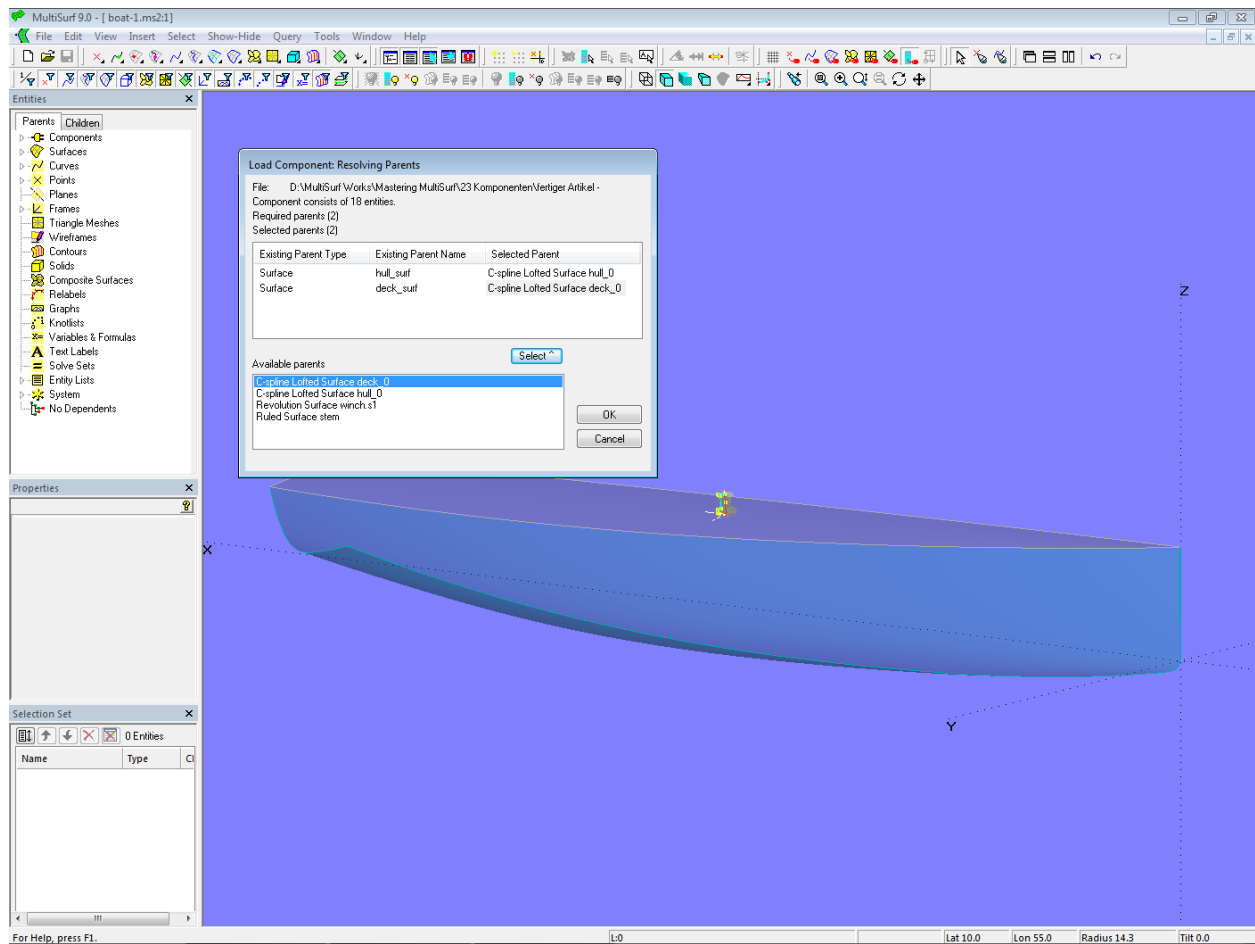 MultiSurf 9.0 - [ boat-1.ms2:1]
File Edit View Insert Select Show-Hide Query Tools Window Help
Entities
Parents Children
Components
Surfaces
Curves
Points
Planes
Frames
Triangle Meshes
Wireframes
Contours
Solids
Composite Surfaces
Relabels
Graphs
Knotlists
Variables & Formulas
Text Labels
Solve Sets
Entity Lists
System
No Dependents
Load Component: Resolving Parents
File: D:\MultiSurf Works\Mastering MultiSurf\23 Komponenten\fertiger Artikel -
Component consists of 18 entities.
Required parents (2)
Selected parents (2)
Existing Parent Type Existing Parent Name Selected Parent
Surface hull_surf C-spline Lofted Surface hull_0
Surface deck_surf C-spline Lofted Surface deck_0
Select ^
Available parents
C-spline Lofted Surface deck_0
C-spline Lofted Surface hull_0
Revolution Surface winch.s1
Ruled Surface stem
OK
Cancel
Z
X
Y
Properties
Selection Set
0 Entities
Name Type Cl
For Help, press F1. L:0 Lat 10.0 Lon 55.0 Radius 14.3 Tilt 0.0